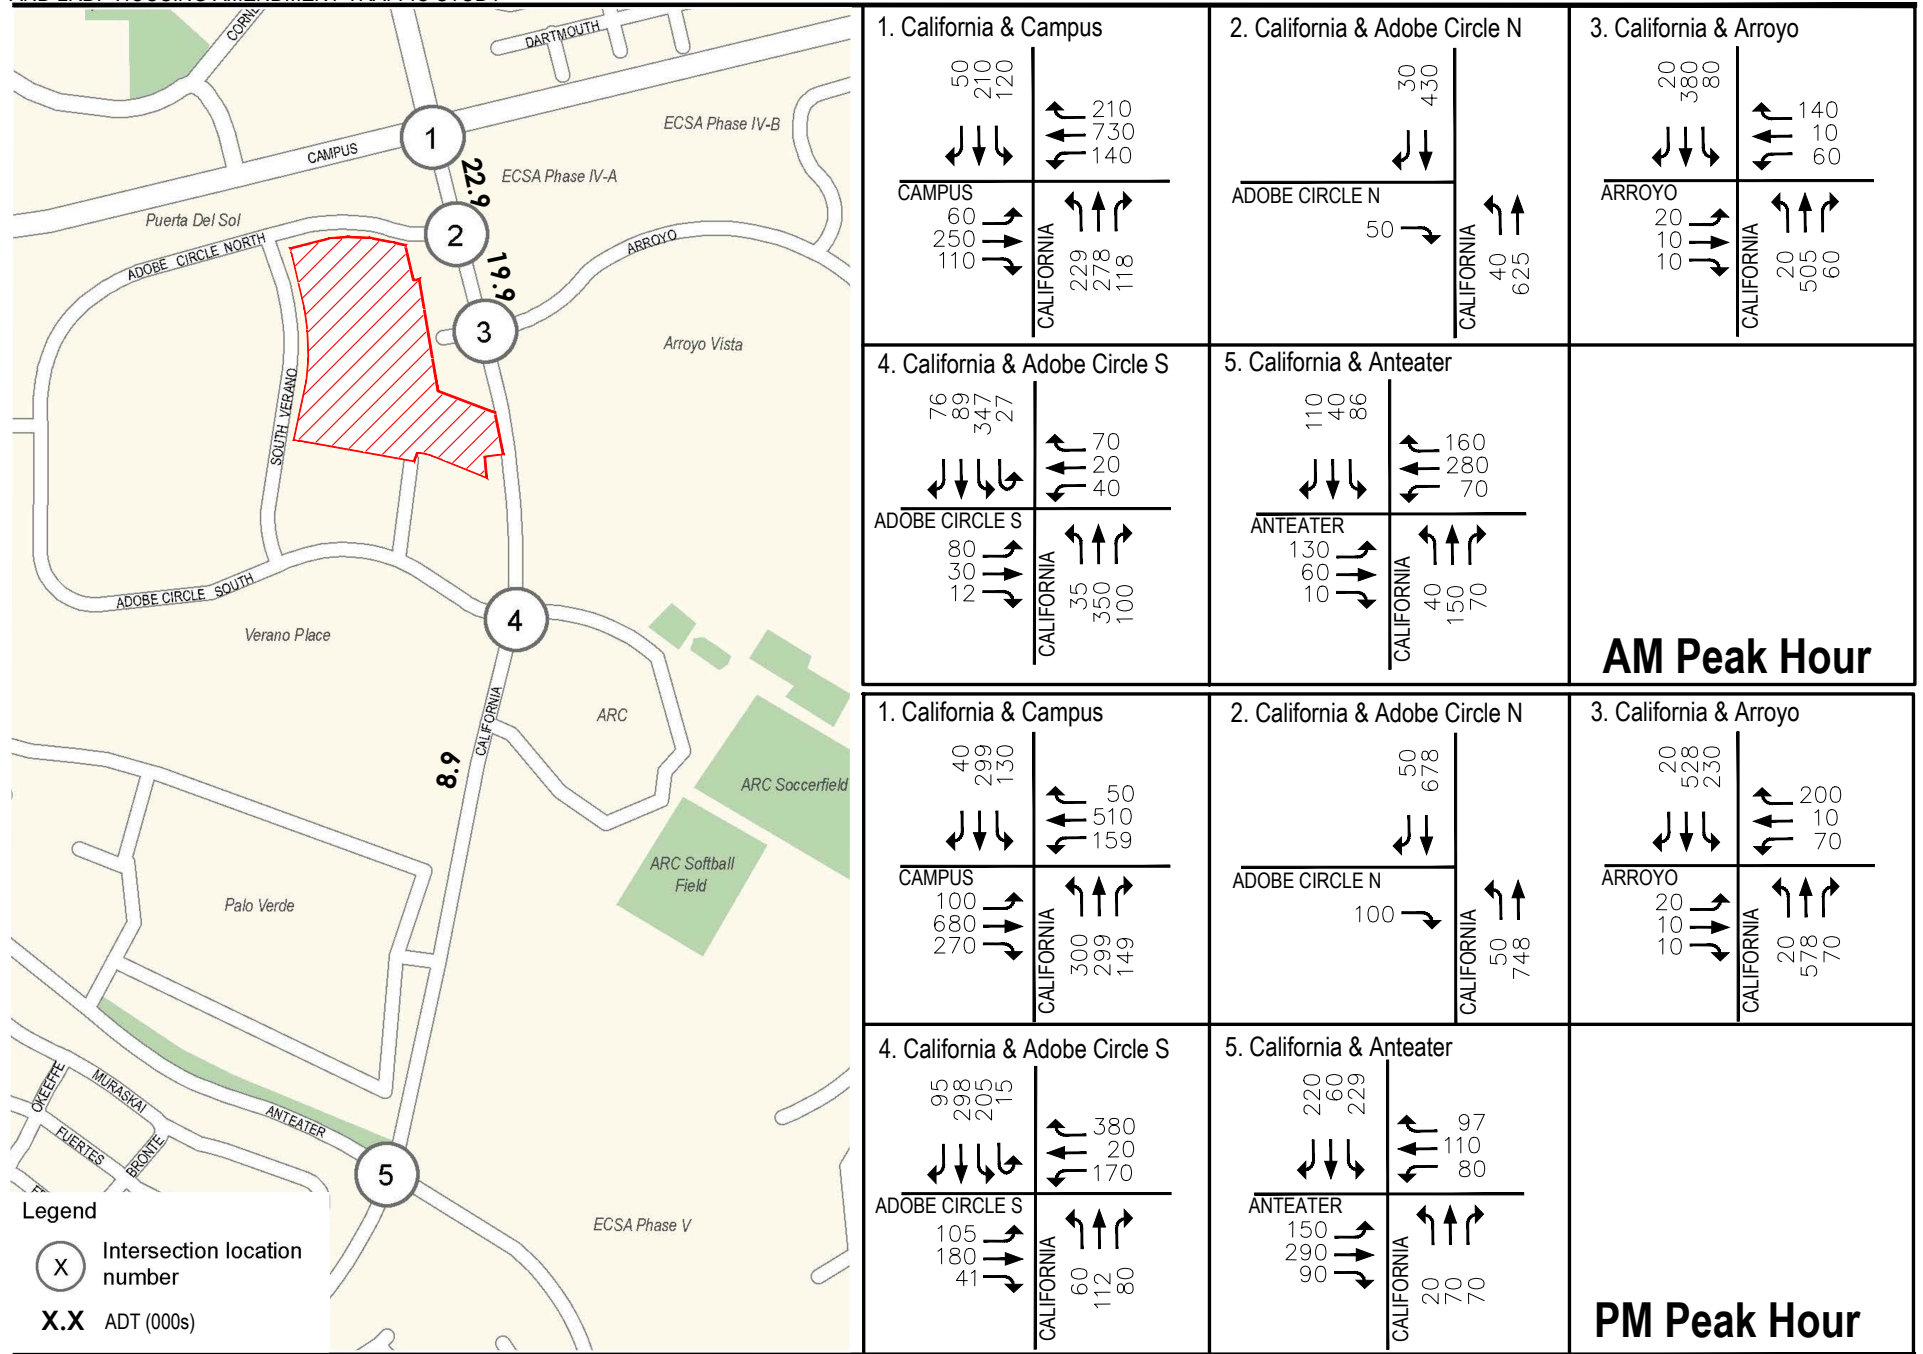 CORNE
DARTMOUTH
1
ECSA Phase IV-B
CAMPUS
22.9
ECSA Phase IV-A
Puerta Del Sol
2
ADOBE CIRCLE NORTH
ARROYO
19.9
3
Arroyo Vista
SOUTH VERANO
ADOBE CIRCLE SOUTH
4
Verano Place
CALIFORNIA
ARC
8.9
ARC Soccerfield
ARC Softball
Field
Palo Verde
OKEEFFE
MURASKAI
ANTEATER
FUERTES
BRONTE
5
ECSA Phase V
Legend
X
Intersection location
number
X.X ADT (000s)
1. California & Campus
50
210
120
210
730
140
CAMPUS
60
250
110
CALIFORNIA
229
278
118
2. California & Adobe Circle N
30
430
ADOBE CIRCLE N
50
CALIFORNIA
40
625
3. California & Arroyo
20
380
80
140
10
60
ARROYO
20
10
10
CALIFORNIA
20
505
60
4. California & Adobe Circle S
76
89
347
27
70
20
40
ADOBE CIRCLE S
80
30
12
CALIFORNIA
35
350
100
5. California & Anteater
110
40
86
160
280
70
ANTEATER
130
60
10
CALIFORNIA
40
150
70
AM Peak Hour
1. California & Campus
40
299
130
50
510
159
CAMPUS
100
680
270
CALIFORNIA
300
299
149
2. California & Adobe Circle N
50
678
ADOBE CIRCLE N
100
CALIFORNIA
50
748
3. California & Arroyo
20
528
230
200
10
70
ARROYO
20
10
10
CALIFORNIA
20
578
70
4. California & Adobe Circle S
95
298
205
15
380
20
170
ADOBE CIRCLE S
105
180
41
CALIFORNIA
60
112
80
5. California & Anteater
220
60
229
97
110
80
ANTEATER
150
290
90
CALIFORNIA
20
70
70
PM Peak Hour